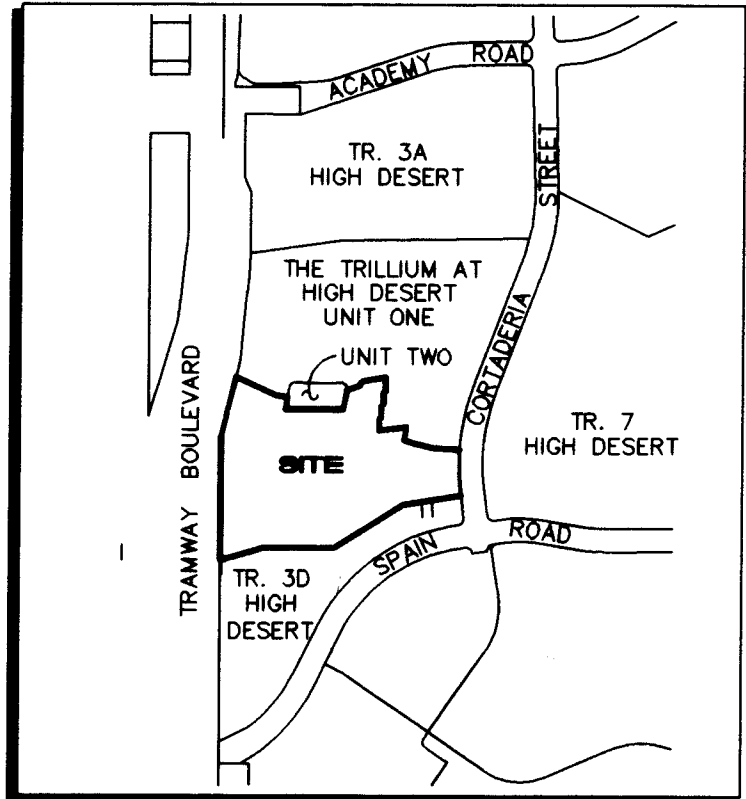 ACADEMY ROAD
STREET
TR. 3A
HIGH DESERT
THE TRILLIUM AT
HIGH DESERT
UNIT ONE
UNIT TWO
CORTADERIA
TRAMWAY BOULEVARD
TR. 7
HIGH DESERT
SITE
SPAIN ROAD
TR. 3D
HIGH
DESERT